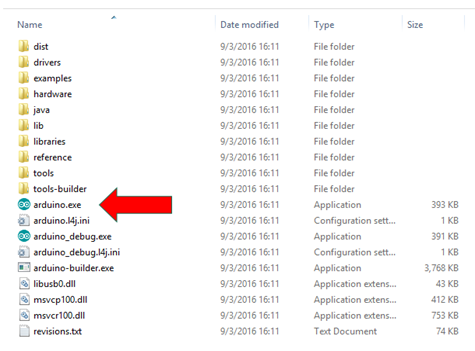 Name Date modified Type Size
dist 9/3/2016 16:11 File folder
drivers 9/3/2016 16:11 File folder
examples 9/3/2016 16:11 File folder
hardware 9/3/2016 16:11 File folder
java 9/3/2016 16:11 File folder
lib 9/3/2016 16:11 File folder
libraries 9/3/2016 16:11 File folder
reference 9/3/2016 16:11 File folder
tools 9/3/2016 16:11 File folder
tools-builder 9/3/2016 16:11 File folder
arduino.exe 9/3/2016 16:11 Application 393 KB
arduino.l4j.ini 9/3/2016 16:11 Configuration sett... 1 KB
arduino_debug.exe 9/3/2016 16:11 Application 391 KB
arduino_debug.l4j.ini 9/3/2016 16:11 Configuration sett... 1 KB
arduino-builder.exe 9/3/2016 16:11 Application 3,768 KB
libusb0.dll 9/3/2016 16:11 Application extens... 43 KB
msvcp100.dll 9/3/2016 16:11 Application extens... 412 KB
msvcr100.dll 9/3/2016 16:11 Application extens... 753 KB
revisions.txt 9/3/2016 16:11 Text Document 74 KB